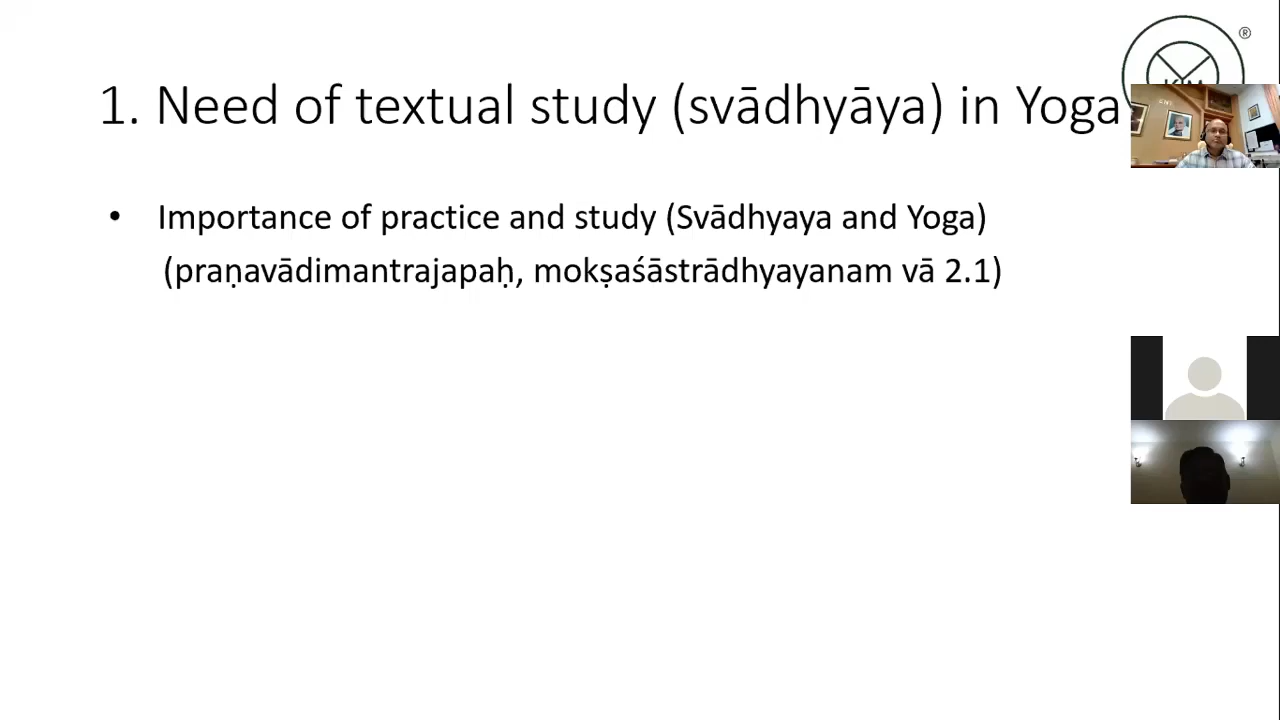 1. Need of textual study (svādhyāya) in Yoga
®
• Importance of practice and study (Svādhyaya and Yoga)
(praṇavādimantrajapaḥ, mokṣaśāstrādhyayanam vā 2.1)